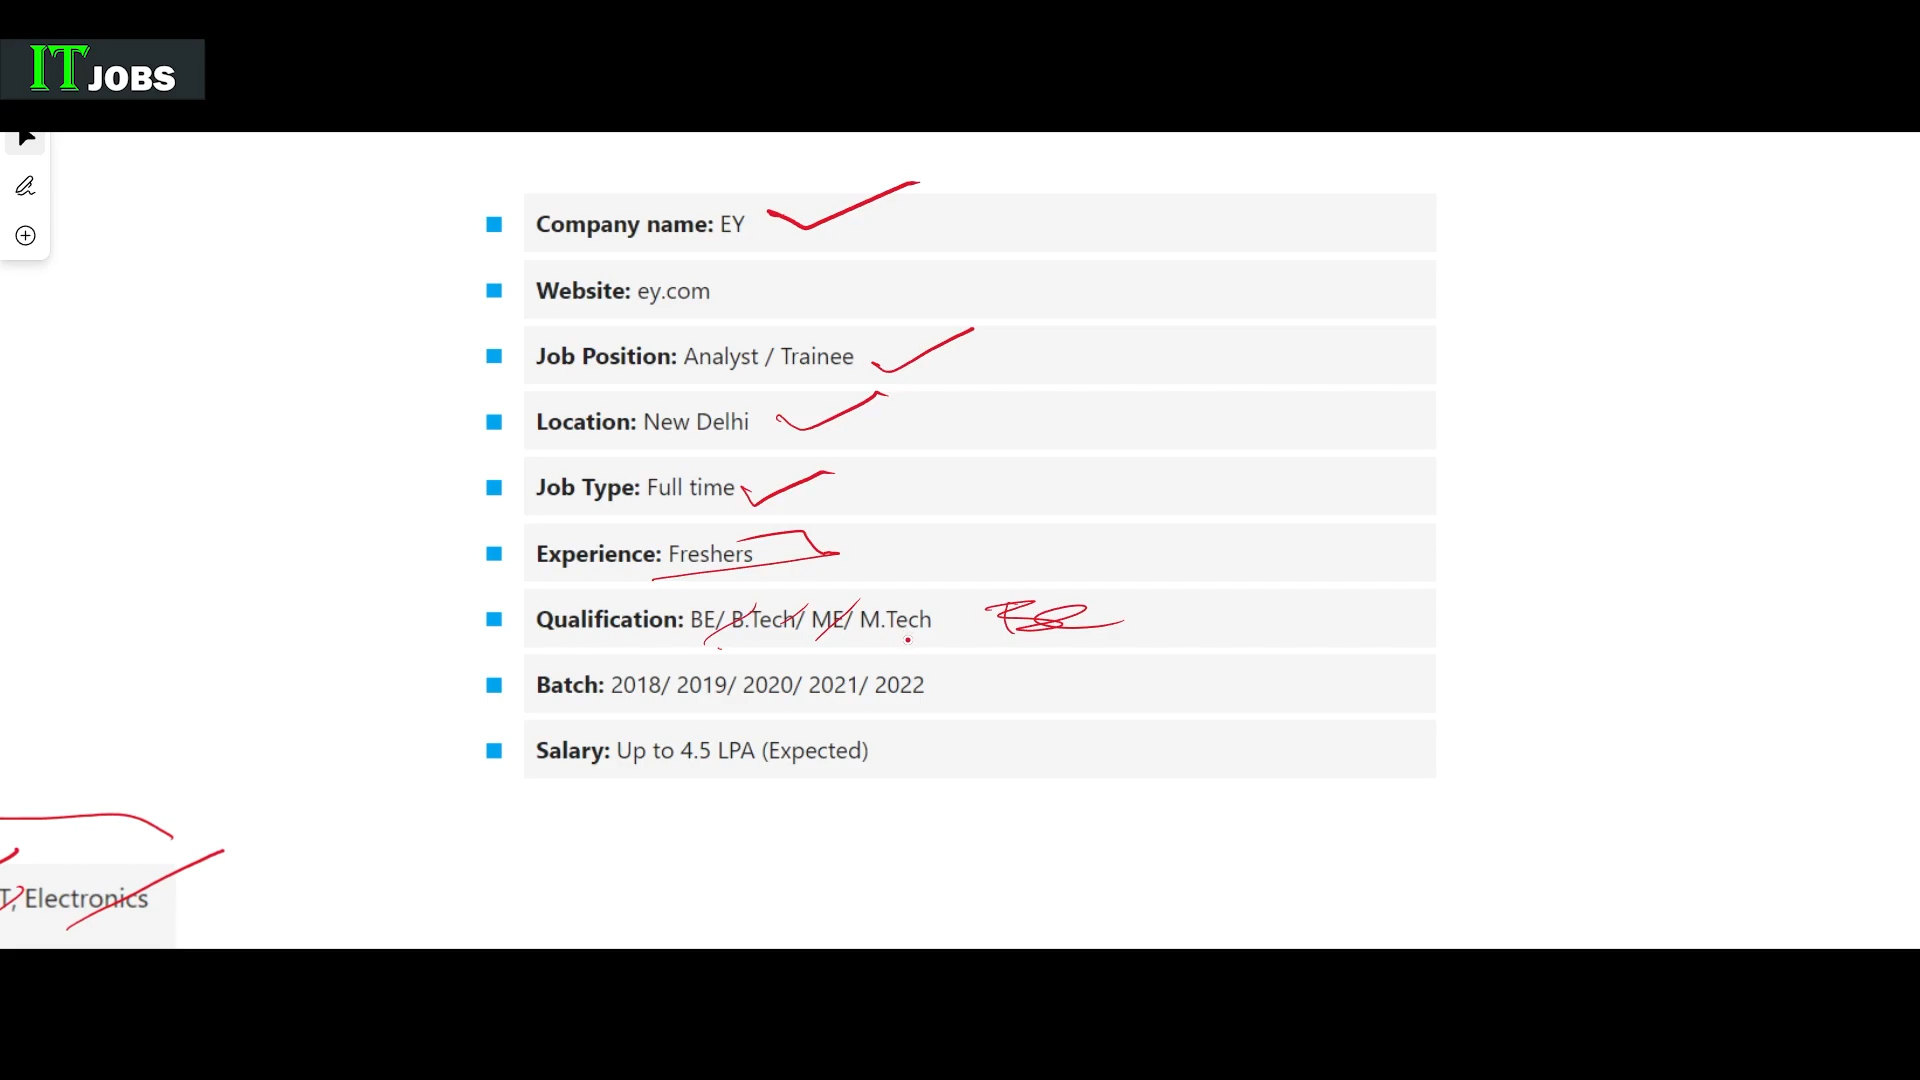 IT JOBS
Company name: EY
Website: ey.com
Job Position: Analyst / Trainee
Location: New Delhi
Job Type: Full time
Experience: Freshers
Qualification: BE/ B.Tech/ ME/ M.Tech
Batch: 2018/ 2019/ 2020/ 2021/ 2022
Salary: Up to 4.5 LPA (Expected)
T, Electronics